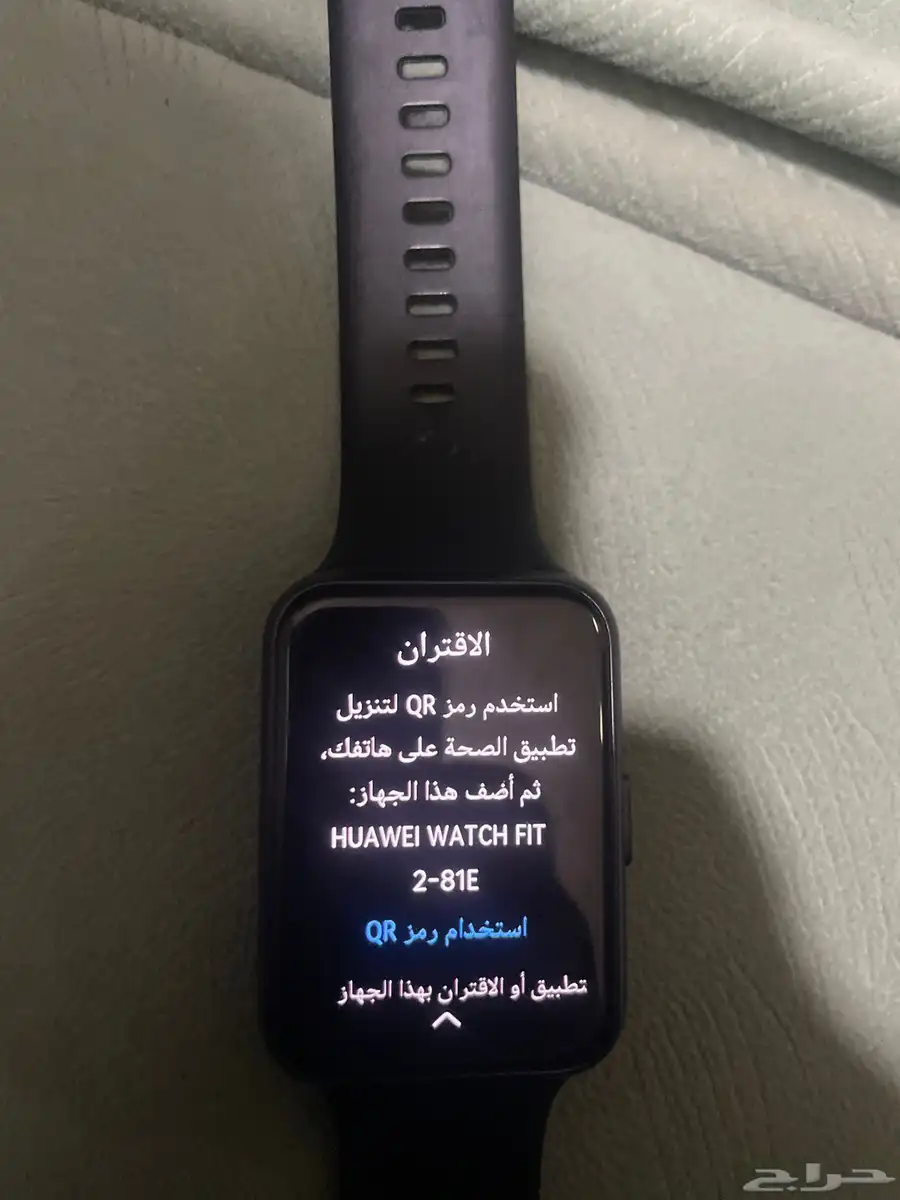 الاقتران
استخدم رمز QR لتنزيل
تطبيق الصحة على هاتفك،
ثم أضف هذا الجهاز:
HUAWEI WATCH FIT
2-81E
استخدام رمز QR
تطبيق أو الاقتران بهذا الجهاز
حراج